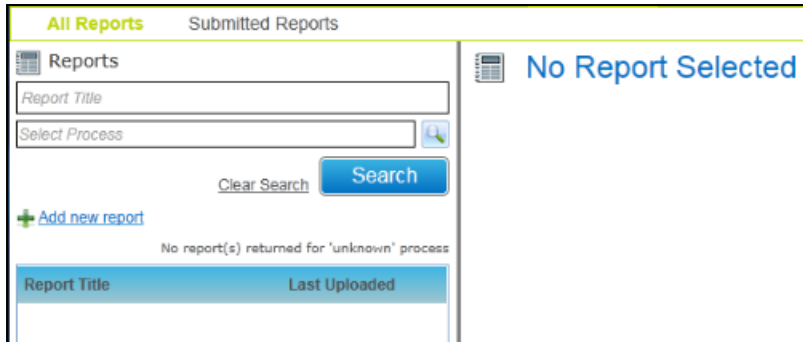 All Reports Submitted Reports
Reports
Report Title
Select Process
Clear Search Search
Add new report
No report(s) returned for 'unknown' process
Report Title Last Uploaded
No Report Selected